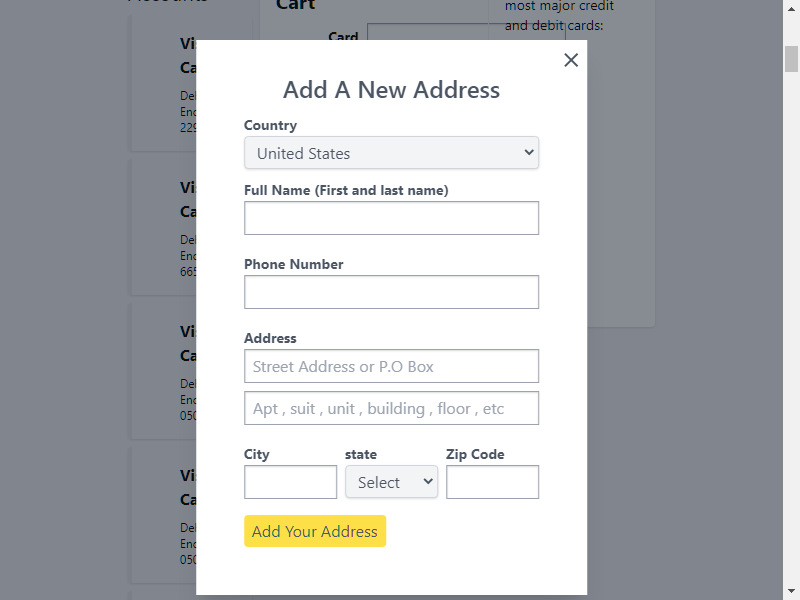 Cart
most major credit
and debit cards:
Card
Add A New Address
Country
United States
Full Name (First and last name)
Phone Number
Address
Street Address or P.O Box
Apt , suit , unit , building , floor , etc
City state Zip Code
Select
Add Your Address